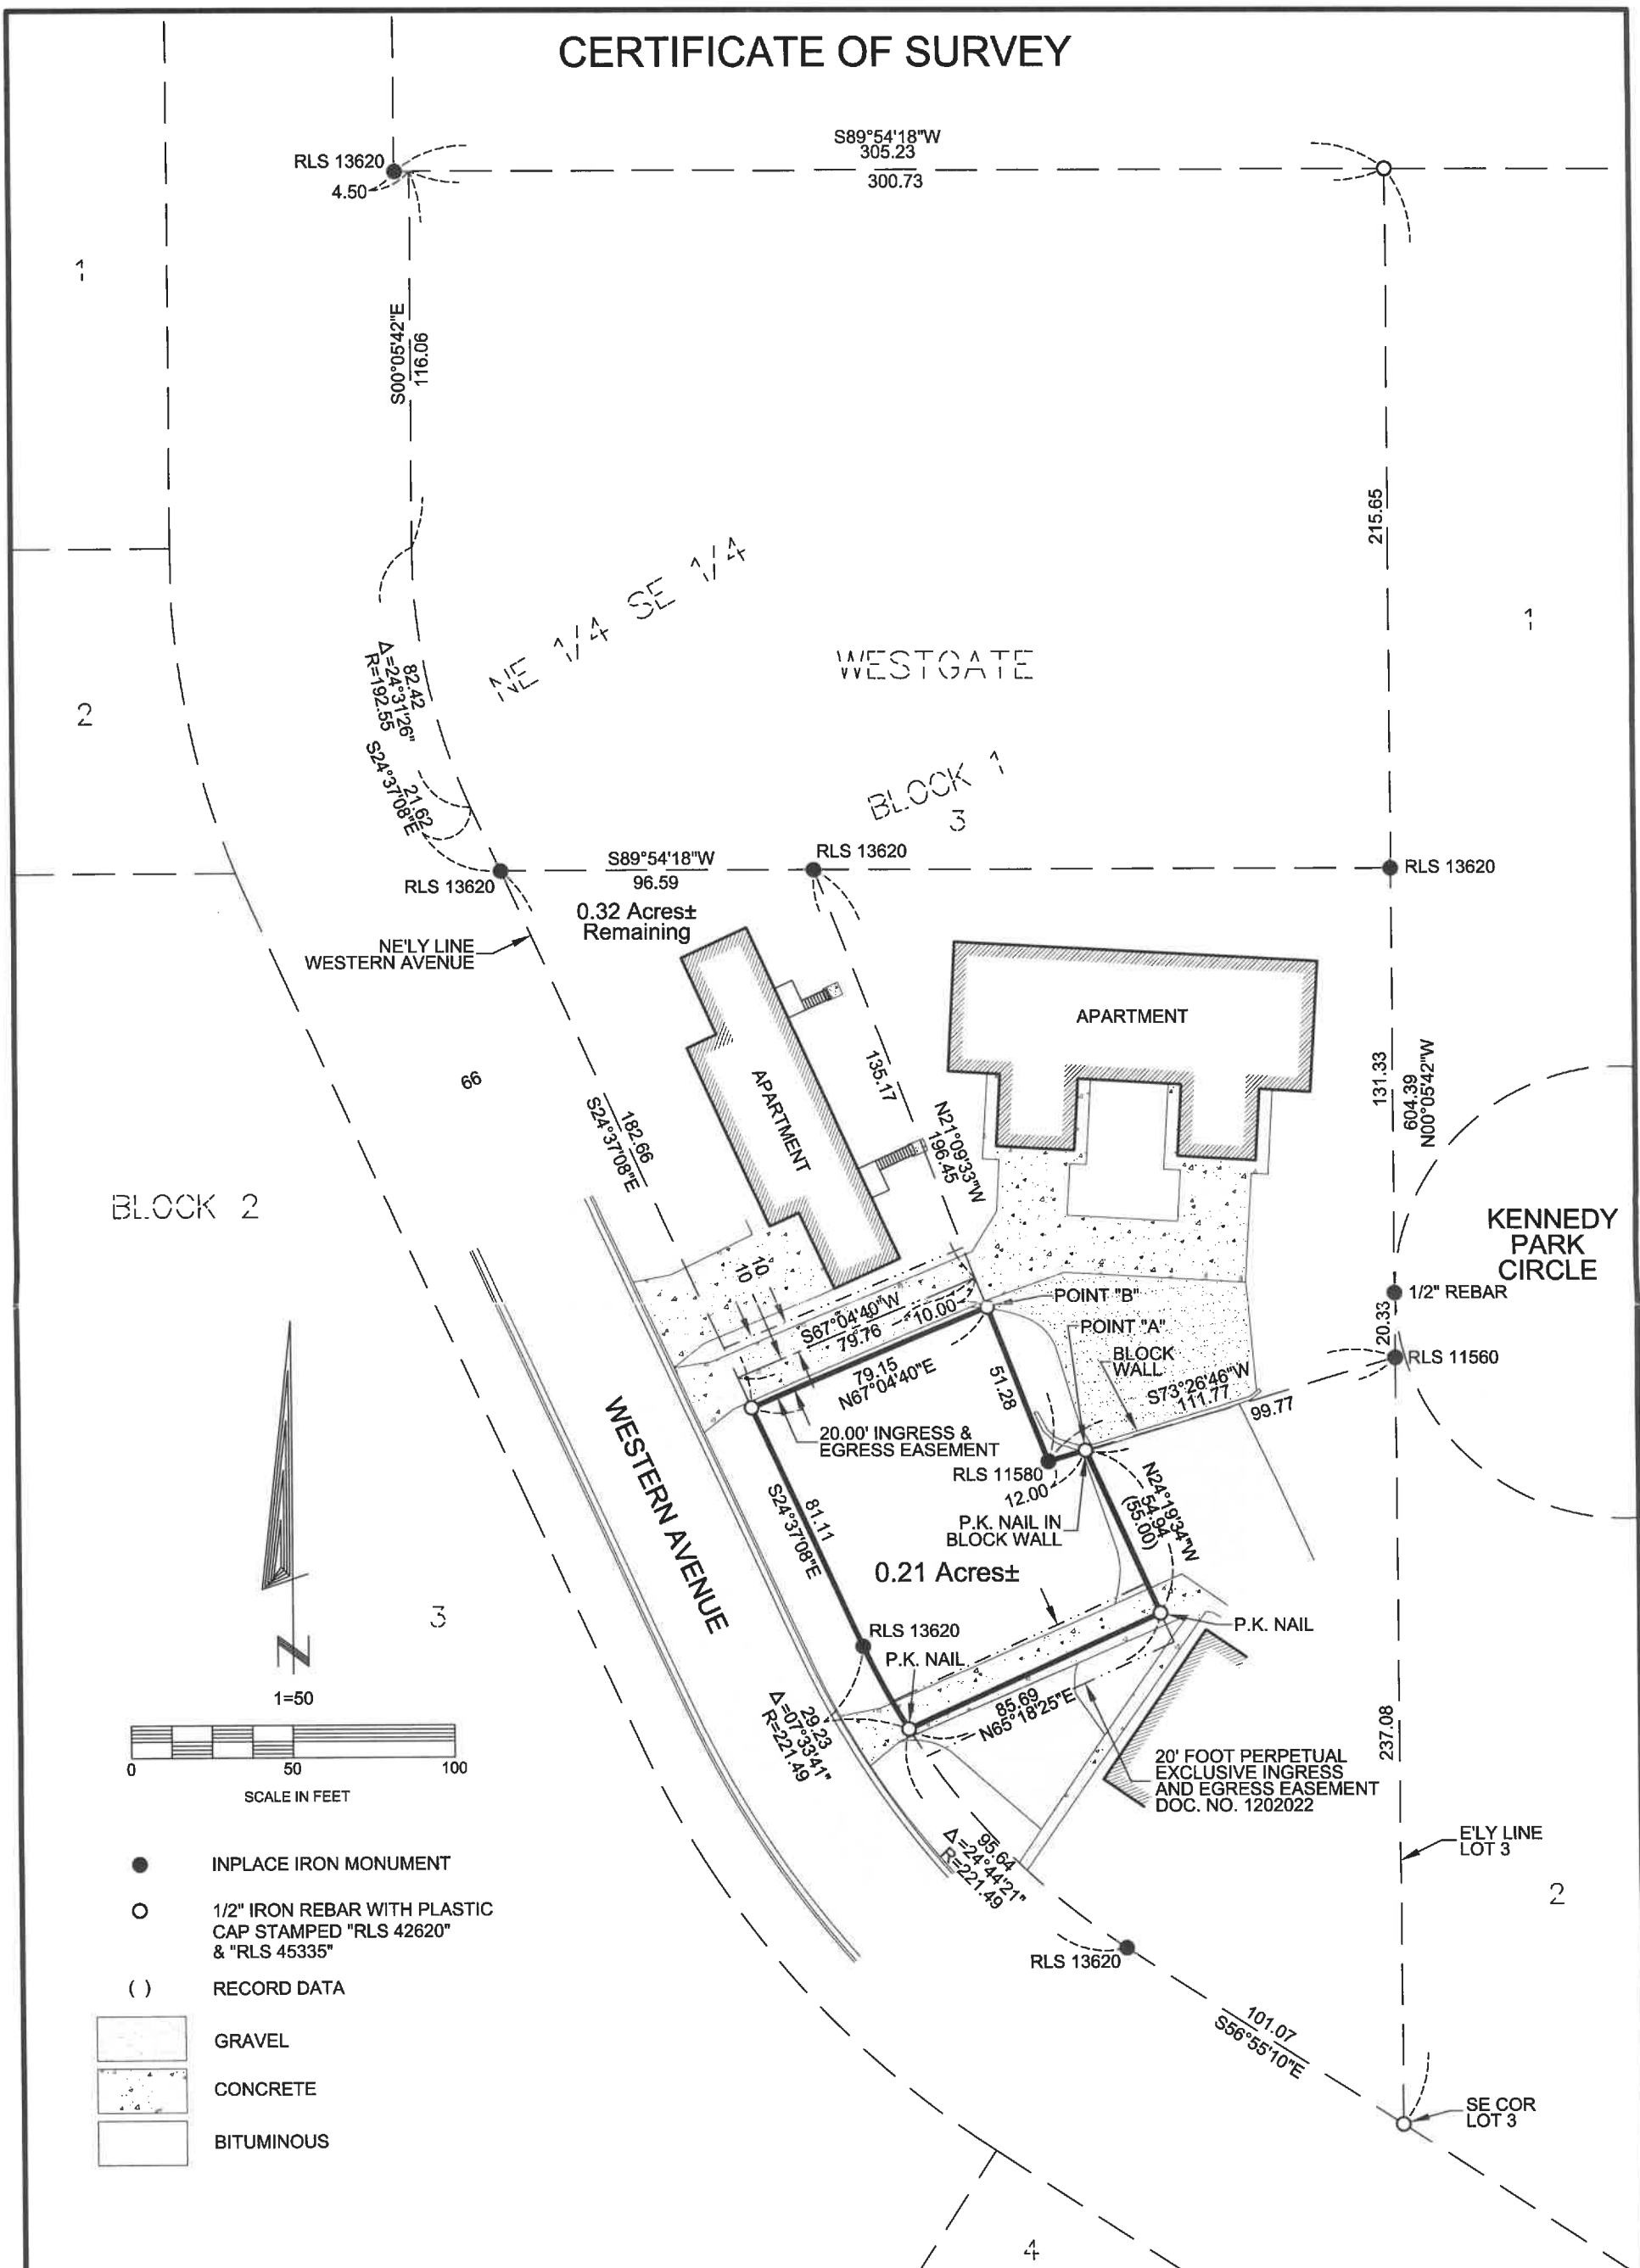 CERTIFICATE OF SURVEY
S89°54'18"W
305.23
300.73
RLS 13620
4.50
1
S00°05'42"E
116.06
215.65
NE 1/4 SE 1/4
WESTGATE
1
2
82.42
Δ=24°31'26"
R=192.55
21.62
S24°37'08"E
BLOCK 1
3
RLS 13620
S89°54'18"W
96.59
RLS 13620
RLS 13620
0.32 Acres±
Remaining
NE'LY LINE
WESTERN AVENUE
APARTMENT
APARTMENT
66
182.66
S24°37'08"E
135.17
N21°09'33"W
196.45
131.33
604.39
N00°05'42"W
BLOCK 2
KENNEDY
PARK
CIRCLE
10
10
S67°04'40"W
79.76
10.00
79.15
N67°04'40"E
POINT "B"
POINT "A"
BLOCK
WALL
1/2" REBAR
20.33
RLS 11560
S73°26'46"W
111.77
99.77
51.28
20.00' INGRESS &
EGRESS EASEMENT
RLS 11580
12.00
P.K. NAIL IN
BLOCK WALL
N24°19'34"W
54.94
(55.00)
81.11
S24°37'08"E
0.21 Acres±
WESTERN AVENUE
3
RLS 13620
P.K. NAIL
P.K. NAIL
85.69
N65°18'25"E
29.23
Δ=07°33'41"
R=221.49
N
1=50
0
50
100
SCALE IN FEET
237.08
20' FOOT PERPETUAL
EXCLUSIVE INGRESS
AND EGRESS EASEMENT
DOC. NO. 1202022
95.64
Δ=24°44'21"
R=221.49
E'LY LINE
LOT 3
2
RLS 13620
101.07
S56°55'10"E
SE COR
LOT 3
INPLACE IRON MONUMENT
1/2" IRON REBAR WITH PLASTIC
CAP STAMPED "RLS 42620"
& "RLS 45335"
( )
RECORD DATA
GRAVEL
CONCRETE
BITUMINOUS
4